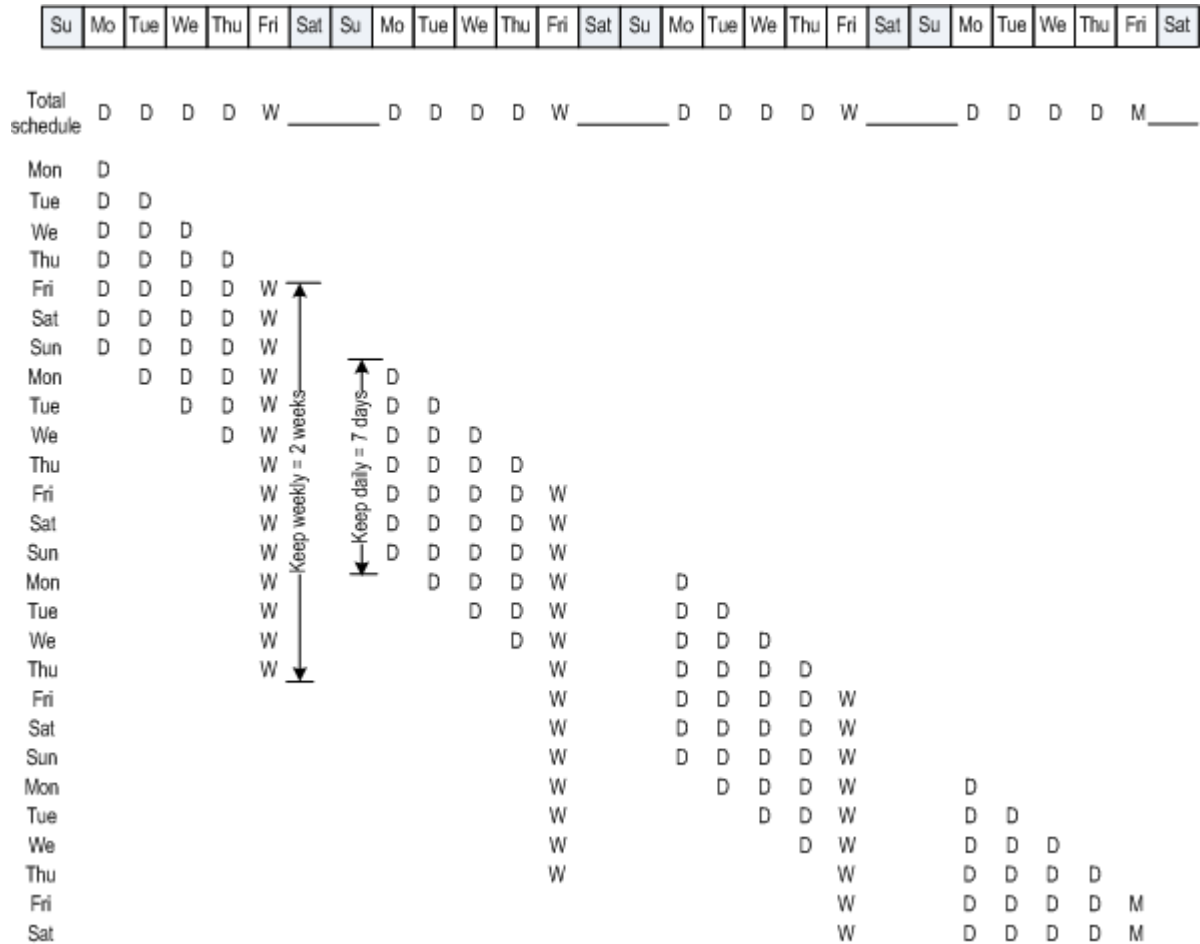 Su Mo Tue We Thu Fri Sat Su Mo Tue We Thu Fri Sat Su Mo Tue We Thu Fri Sat Su Mo Tue We Thu Fri Sat
Total
schedule D D D D W D D D D W D D D D W D D D D M
Mon D
Tue D D
We D D D
Thu D D D D
Fri D D D D W
Sat D D D D W
Sun D D D D W
Mon D D D W D
Tue D D W D D
We D W D D D
Thu W D D D D
Fri W D D D D W
Sat W D D D D W
Sun W D D D D W
Mon W D D D W D
Tue W D D W D D
We W D W D D D
Thu W W D D D D
Fri W D D D D W
Sat W D D D D W
Sun W D D D D W
Mon W D D D W D
Tue W D D W D D
We W D W D D D
Thu W W D D D D
Fri W D D D D M
Sat W D D D D M
Keep weekly = 2 weeks
Keep daily = 7 days